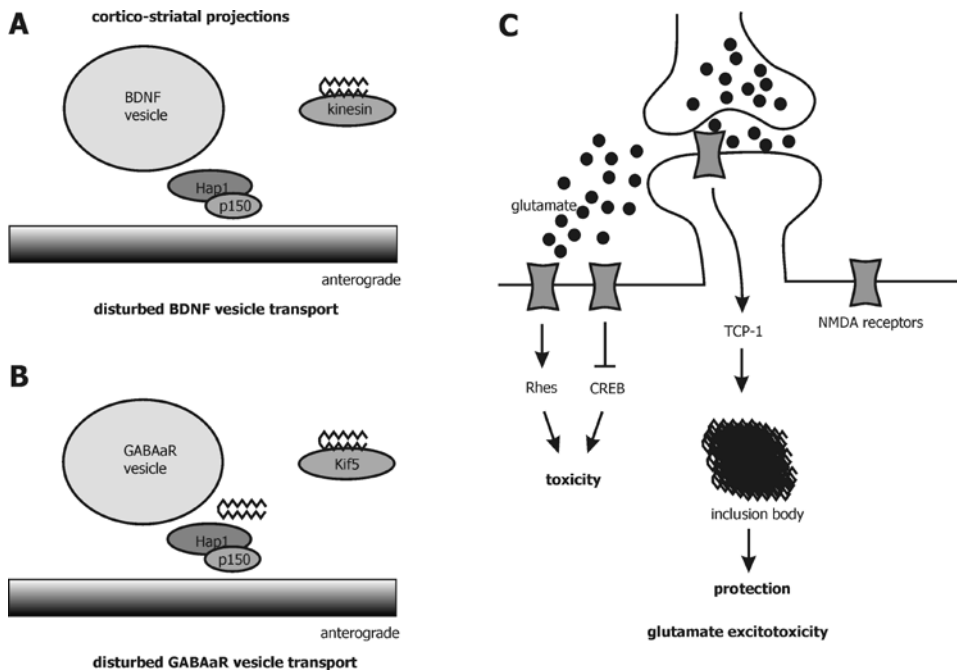 A
cortico-striatal projections
BDNF
vesicle
kinesin
Hap1
p150
anterograde
disturbed BDNF vesicle transport
B
GABAaR
vesicle
Kif5
Hap1
p150
anterograde
disturbed GABAaR vesicle transport
C
glutamate
NMDA receptors
TCP-1
Rhes
CREB
toxicity
inclusion body
protection
glutamate excitotoxicity